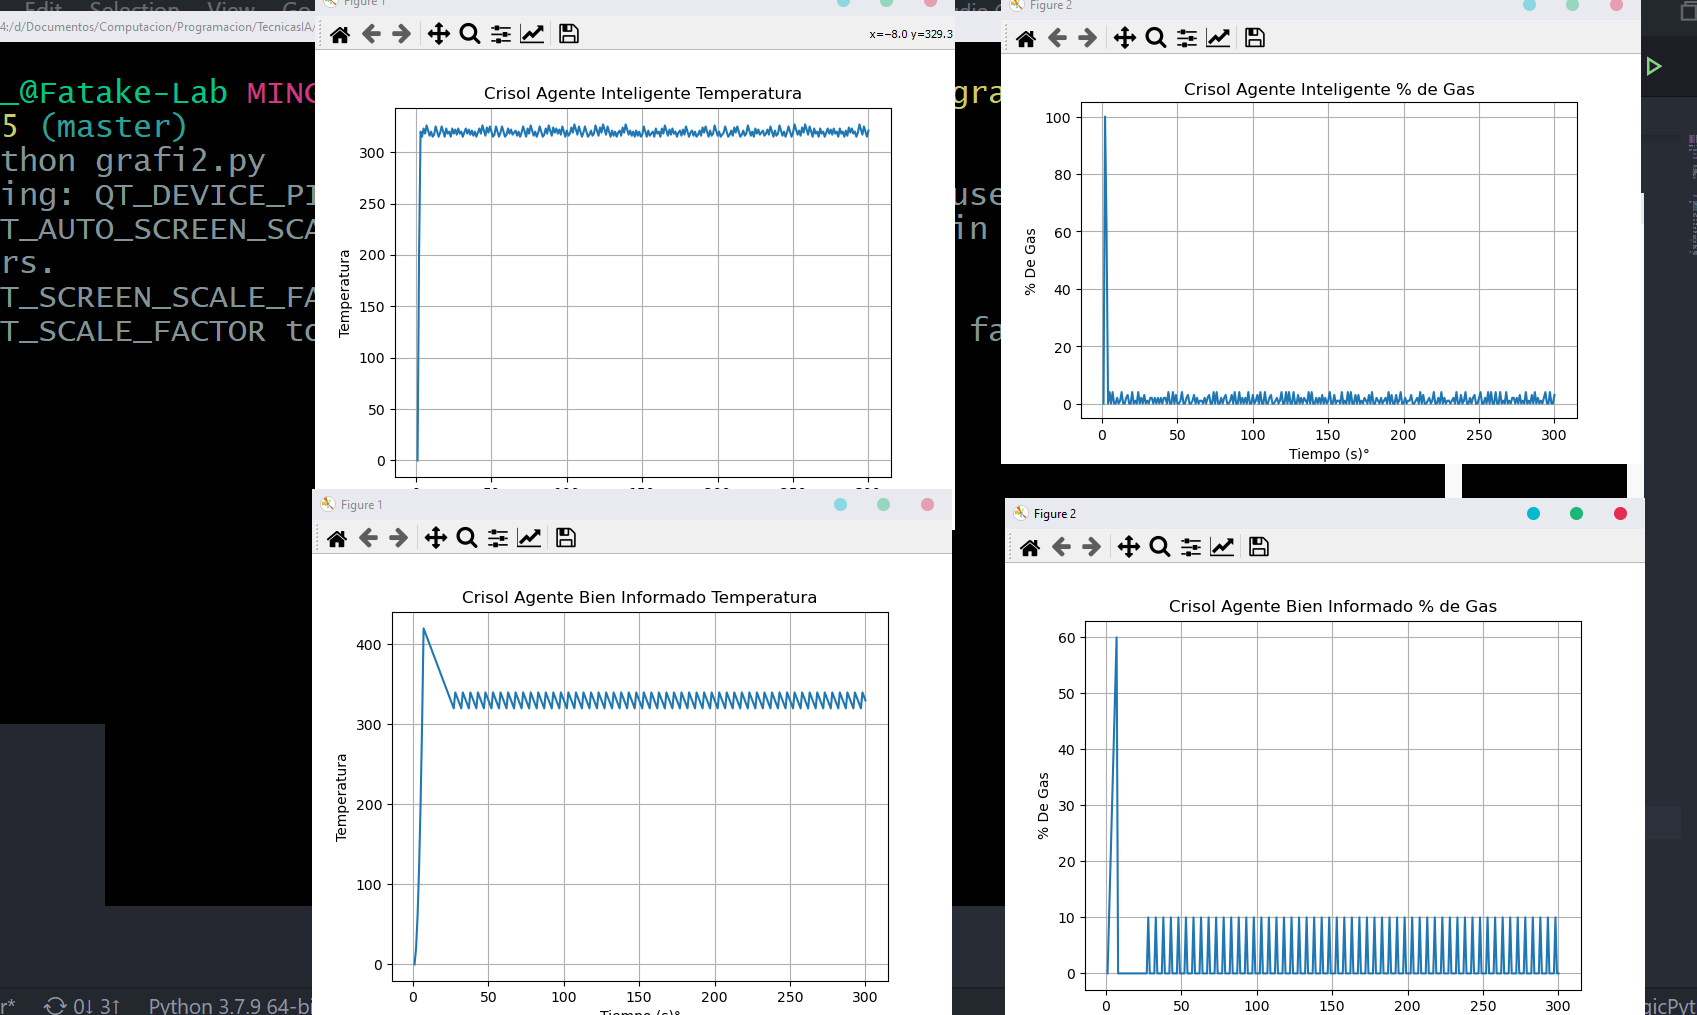 Edit Selection View Go
4:/d/Documentos/Computacion/Programacion/TecnicasIA/
_@Fatake-Lab MING
5 (master)
thon grafi2.py
ing: QT_DEVICE_PI
T_AUTO_SCREEN_SCA
rs.
T_SCREEN_SCALE_FA
T_SCALE_FACTOR to
gra
use
in
fa
Figure 1
x=−8.0 y=329.3
Crisol Agente Inteligente Temperatura
Temperatura
300
250
200
150
100
50
0
Figure 2
Crisol Agente Inteligente % de Gas
% De Gas
100
80
60
40
20
0
0 50 100 150 200 250 300
Tiempo (s)°
Figure 1
Crisol Agente Bien Informado Temperatura
Temperatura
400
300
200
100
0
0 50 100 150 200 250 300
Tiempo (s)°
Figure 2
Crisol Agente Bien Informado % de Gas
% De Gas
60
50
40
30
20
10
0
0 50 100 150 200 250 300
r* 0↓ 3↑ Python 3.7.9 64-bi
gicPyt